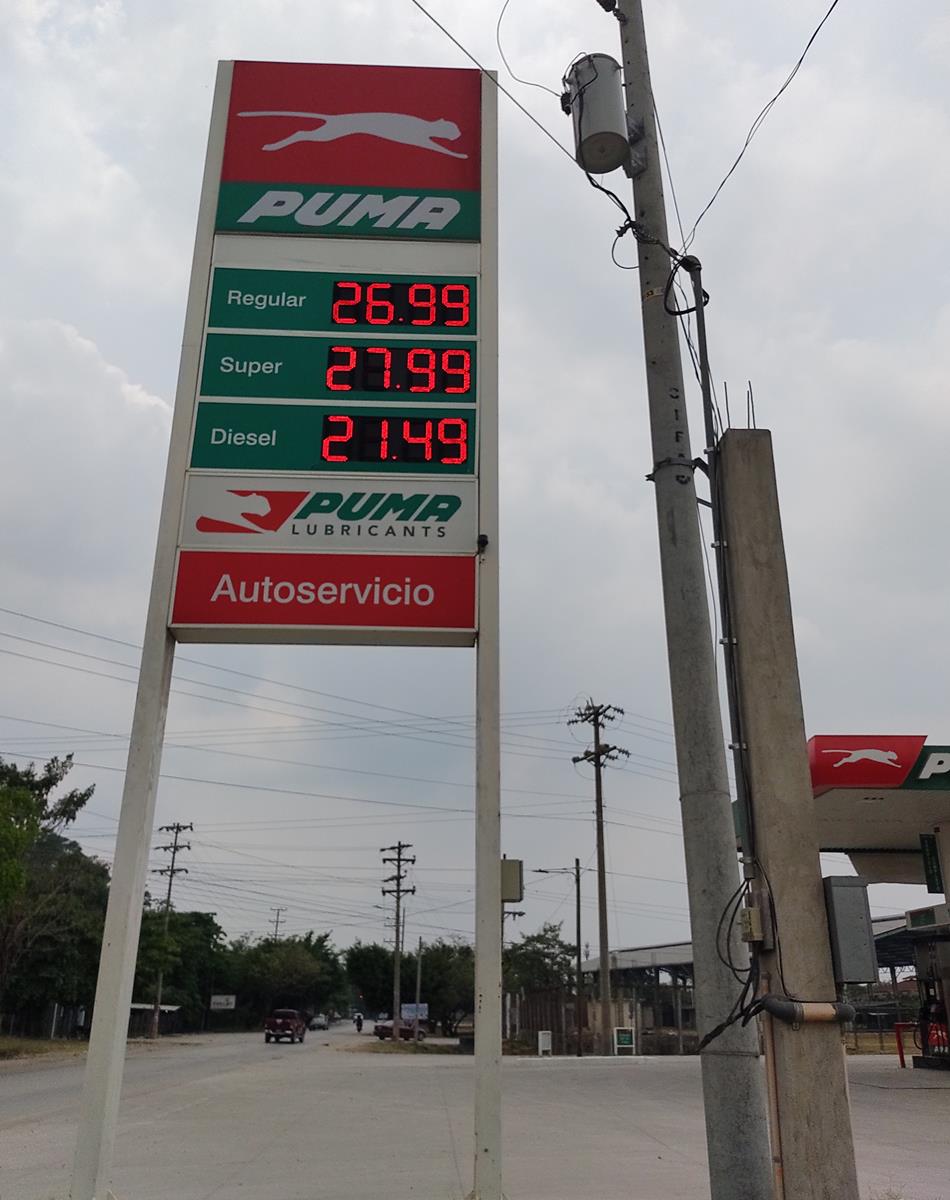 PUMA
Regular 26.99
Super 27.99
Diesel 21.49
PUMA
LUBRICANTS
Autoservicio